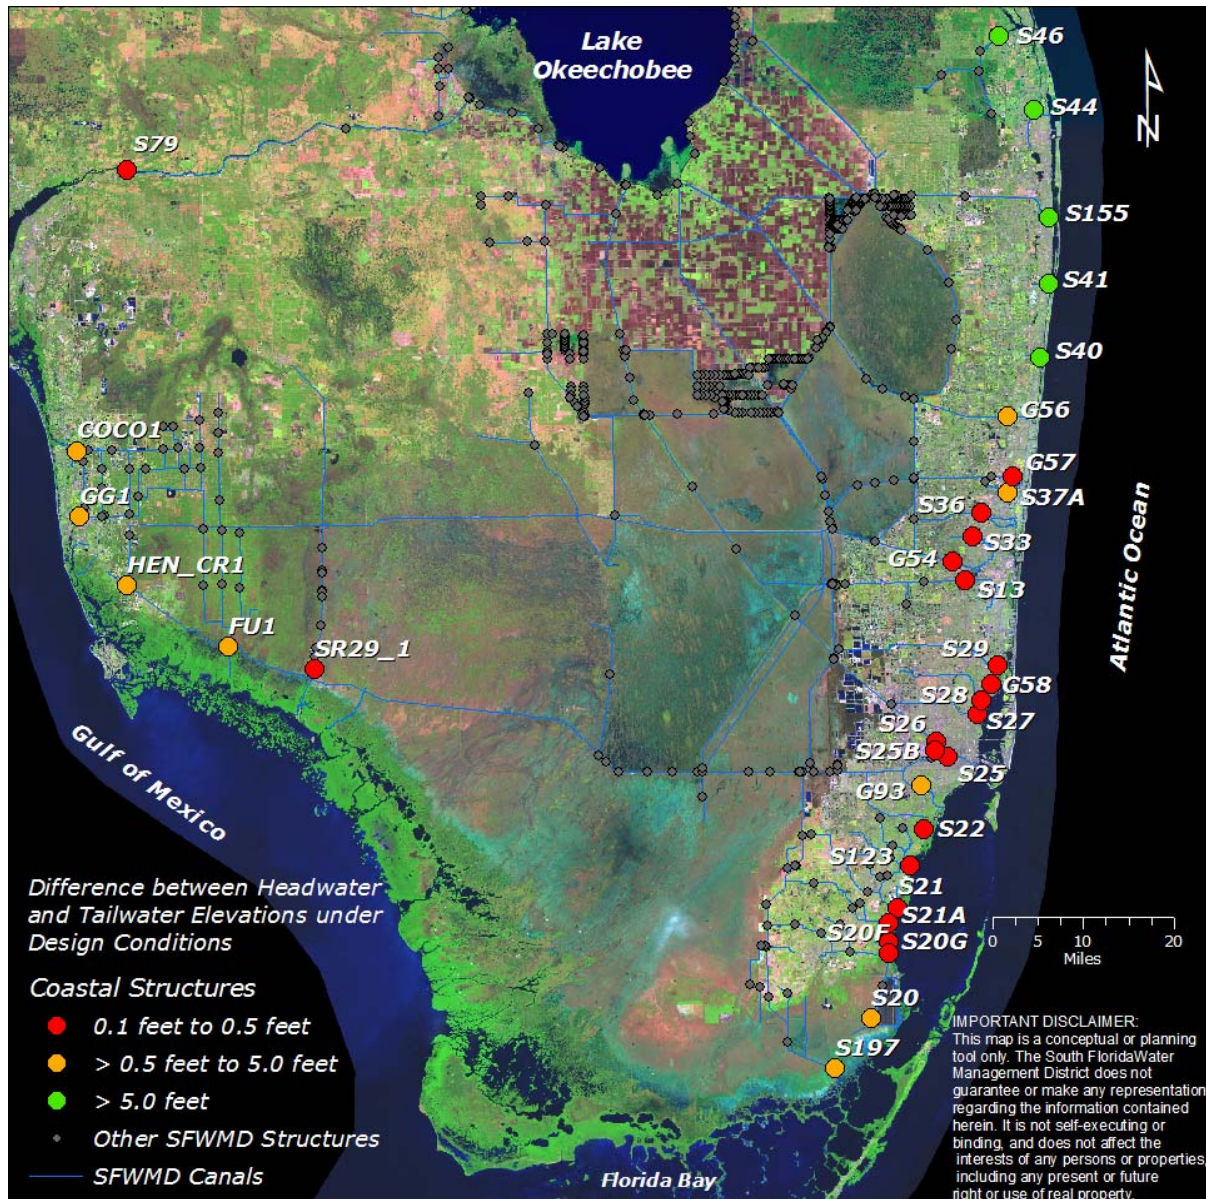 Lake
Okeechobee
S46
S44
S79
S155
S41
S40
G56
COCO1
G57
GG1
S37A
S36
S33
G54
HEN_CR1
S13
FU1
SR29_1
S29
G58
S28
S26
S27
S25B
S25
G93
S22
S123
S21
S21A
S20F
S20G
S20
S197
Atlantic Ocean
Gulf of Mexico
Florida Bay
N
Difference between Headwater
and Tailwater Elevations under
Design Conditions
Coastal Structures
0.1 feet to 0.5 feet
> 0.5 feet to 5.0 feet
> 5.0 feet
Other SFWMD Structures
SFWMD Canals
0 5 10 20
Miles
IMPORTANT DISCLAIMER:
This map is a conceptual or planning
tool only. The South FloridaWater
Management District does not
guarantee or make any representation
regarding the information contained
herein. It is not self-executing or
binding, and does not affect the
interests of any persons or properties,
including any present or future
right or use of real property.